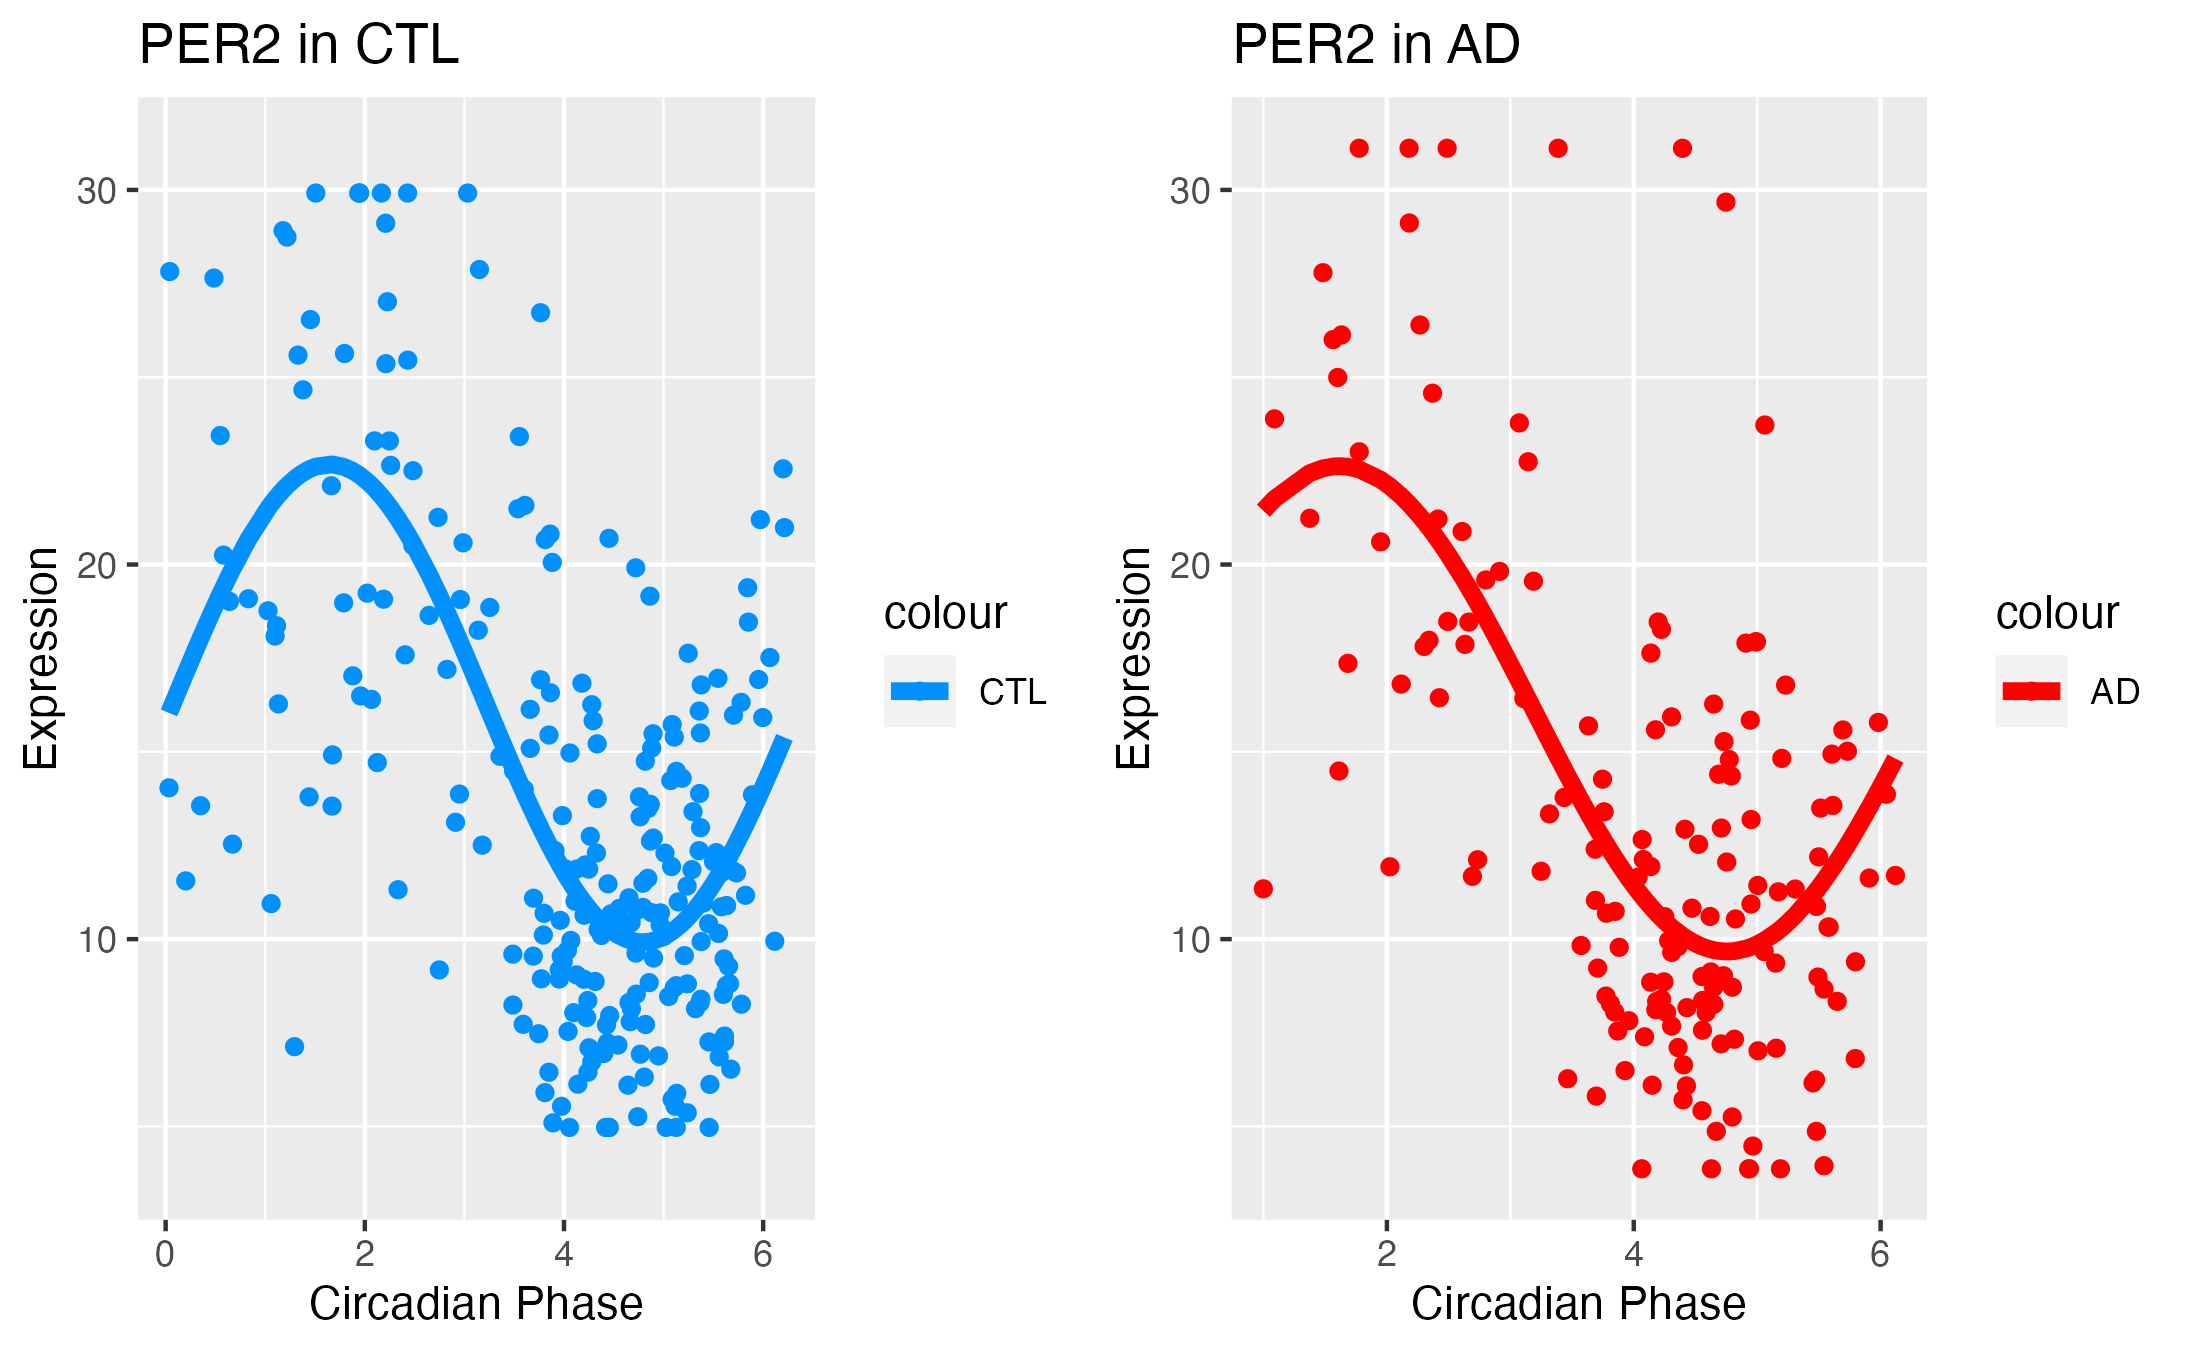 PER2 in CTL
30
20
10
Expression
0
2
4
6
Circadian Phase
colour
CTL
PER2 in AD
30
20
10
Expression
2
4
6
Circadian Phase
colour
AD